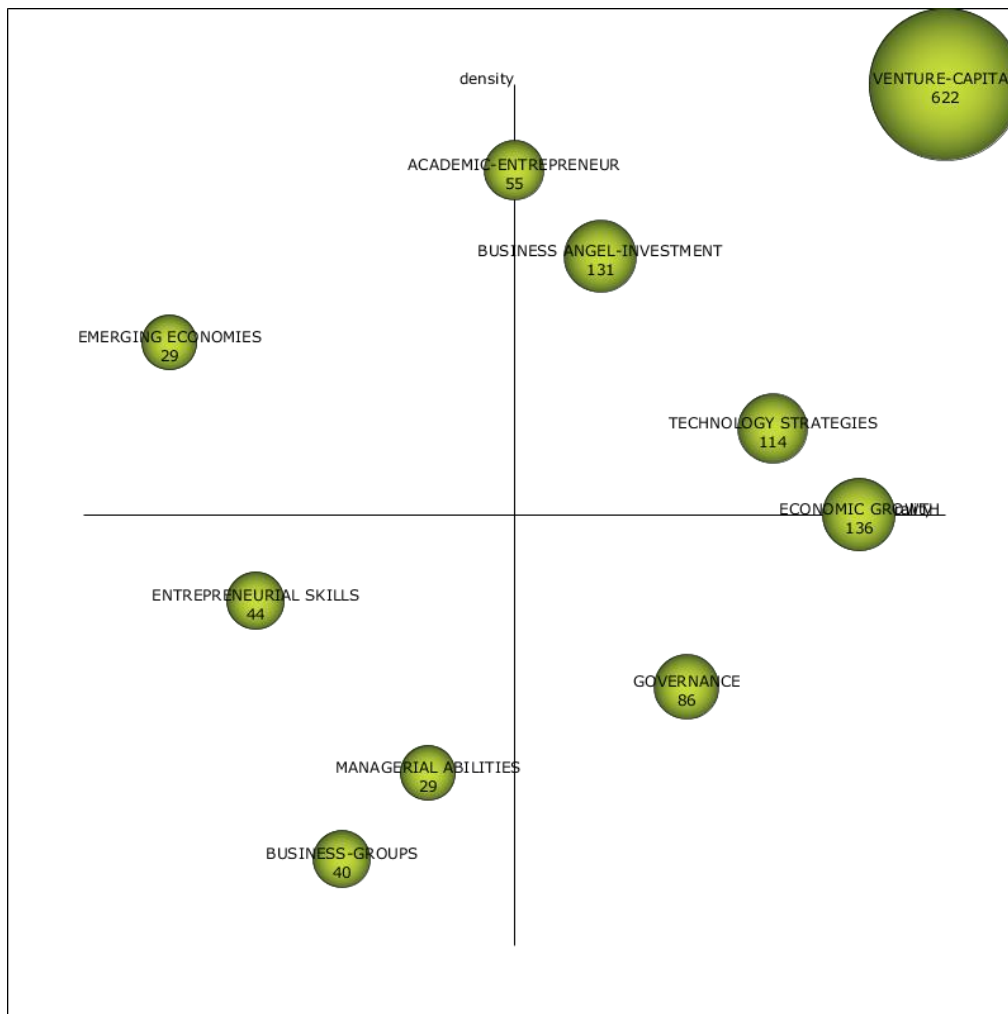 density
VENTURE-CAPITA
622
ACADEMIC-ENTREPRENEUR
55
BUSINESS ANGEL-INVESTMENT
131
EMERGING ECONOMIES
29
TECHNOLOGY STRATEGIES
114
ECONOMIC GROWTH
136
ENTREPRENEURIAL SKILLS
44
GOVERNANCE
86
MANAGERIAL ABILITIES
29
BUSINESS-GROUPS
40